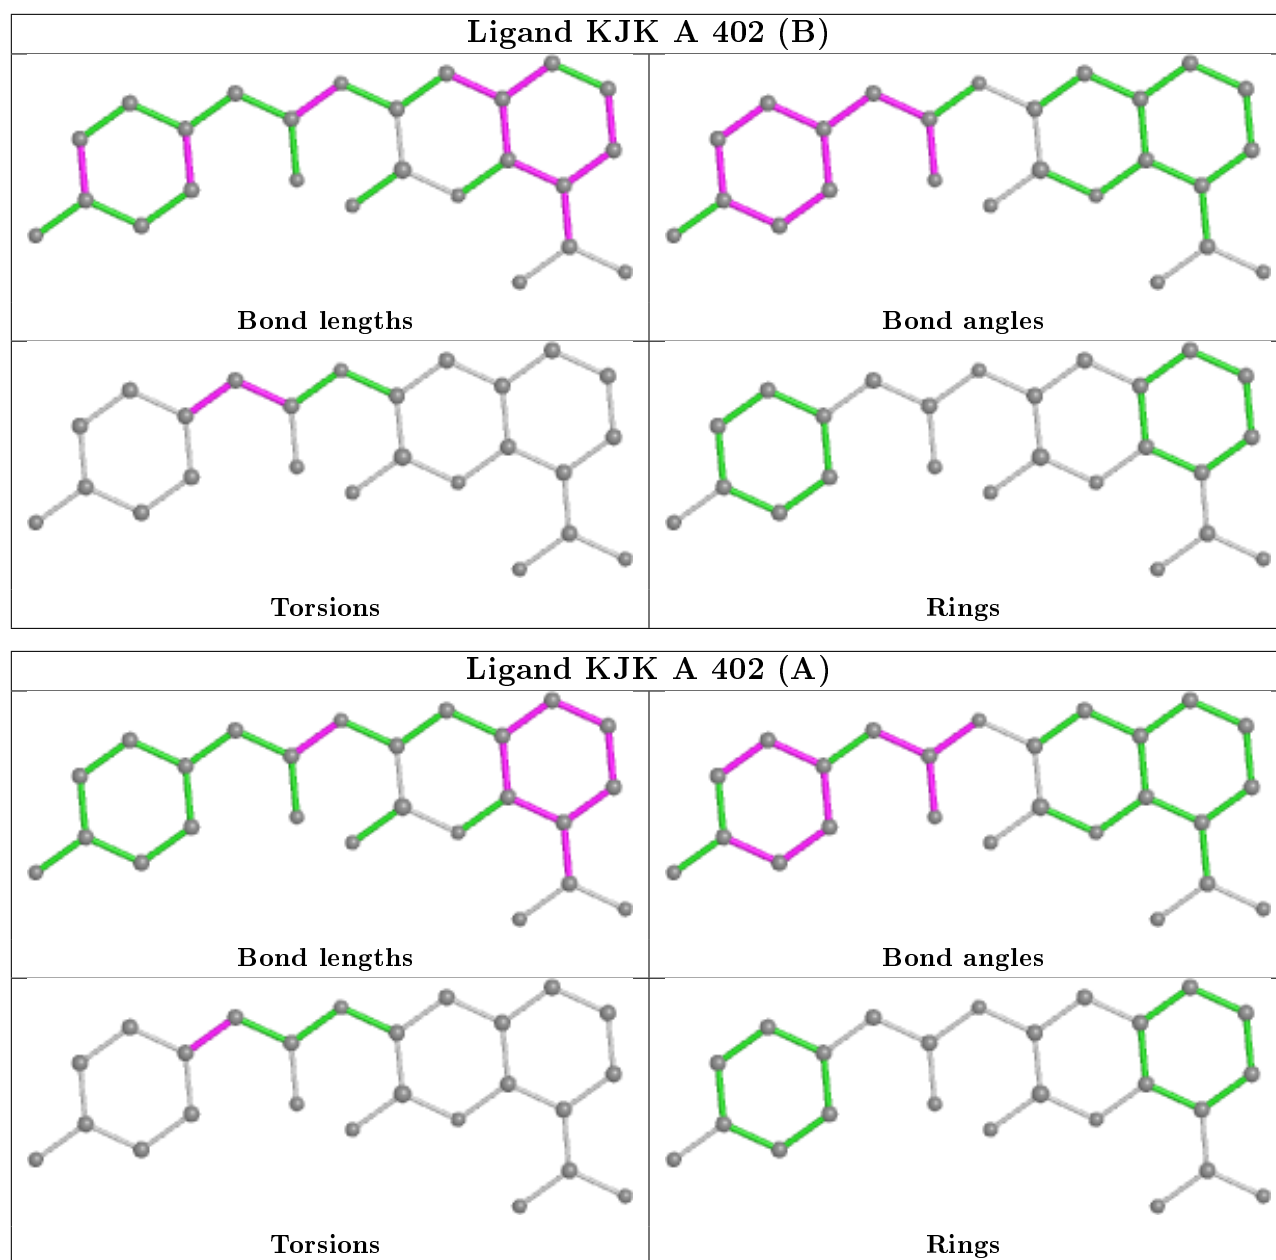 Ligand KJK A 402 (B)
Bond lengths
Bond angles
Torsions
Rings
Ligand KJK A 402 (A)
Bond lengths
Bond angles
Torsions
Rings